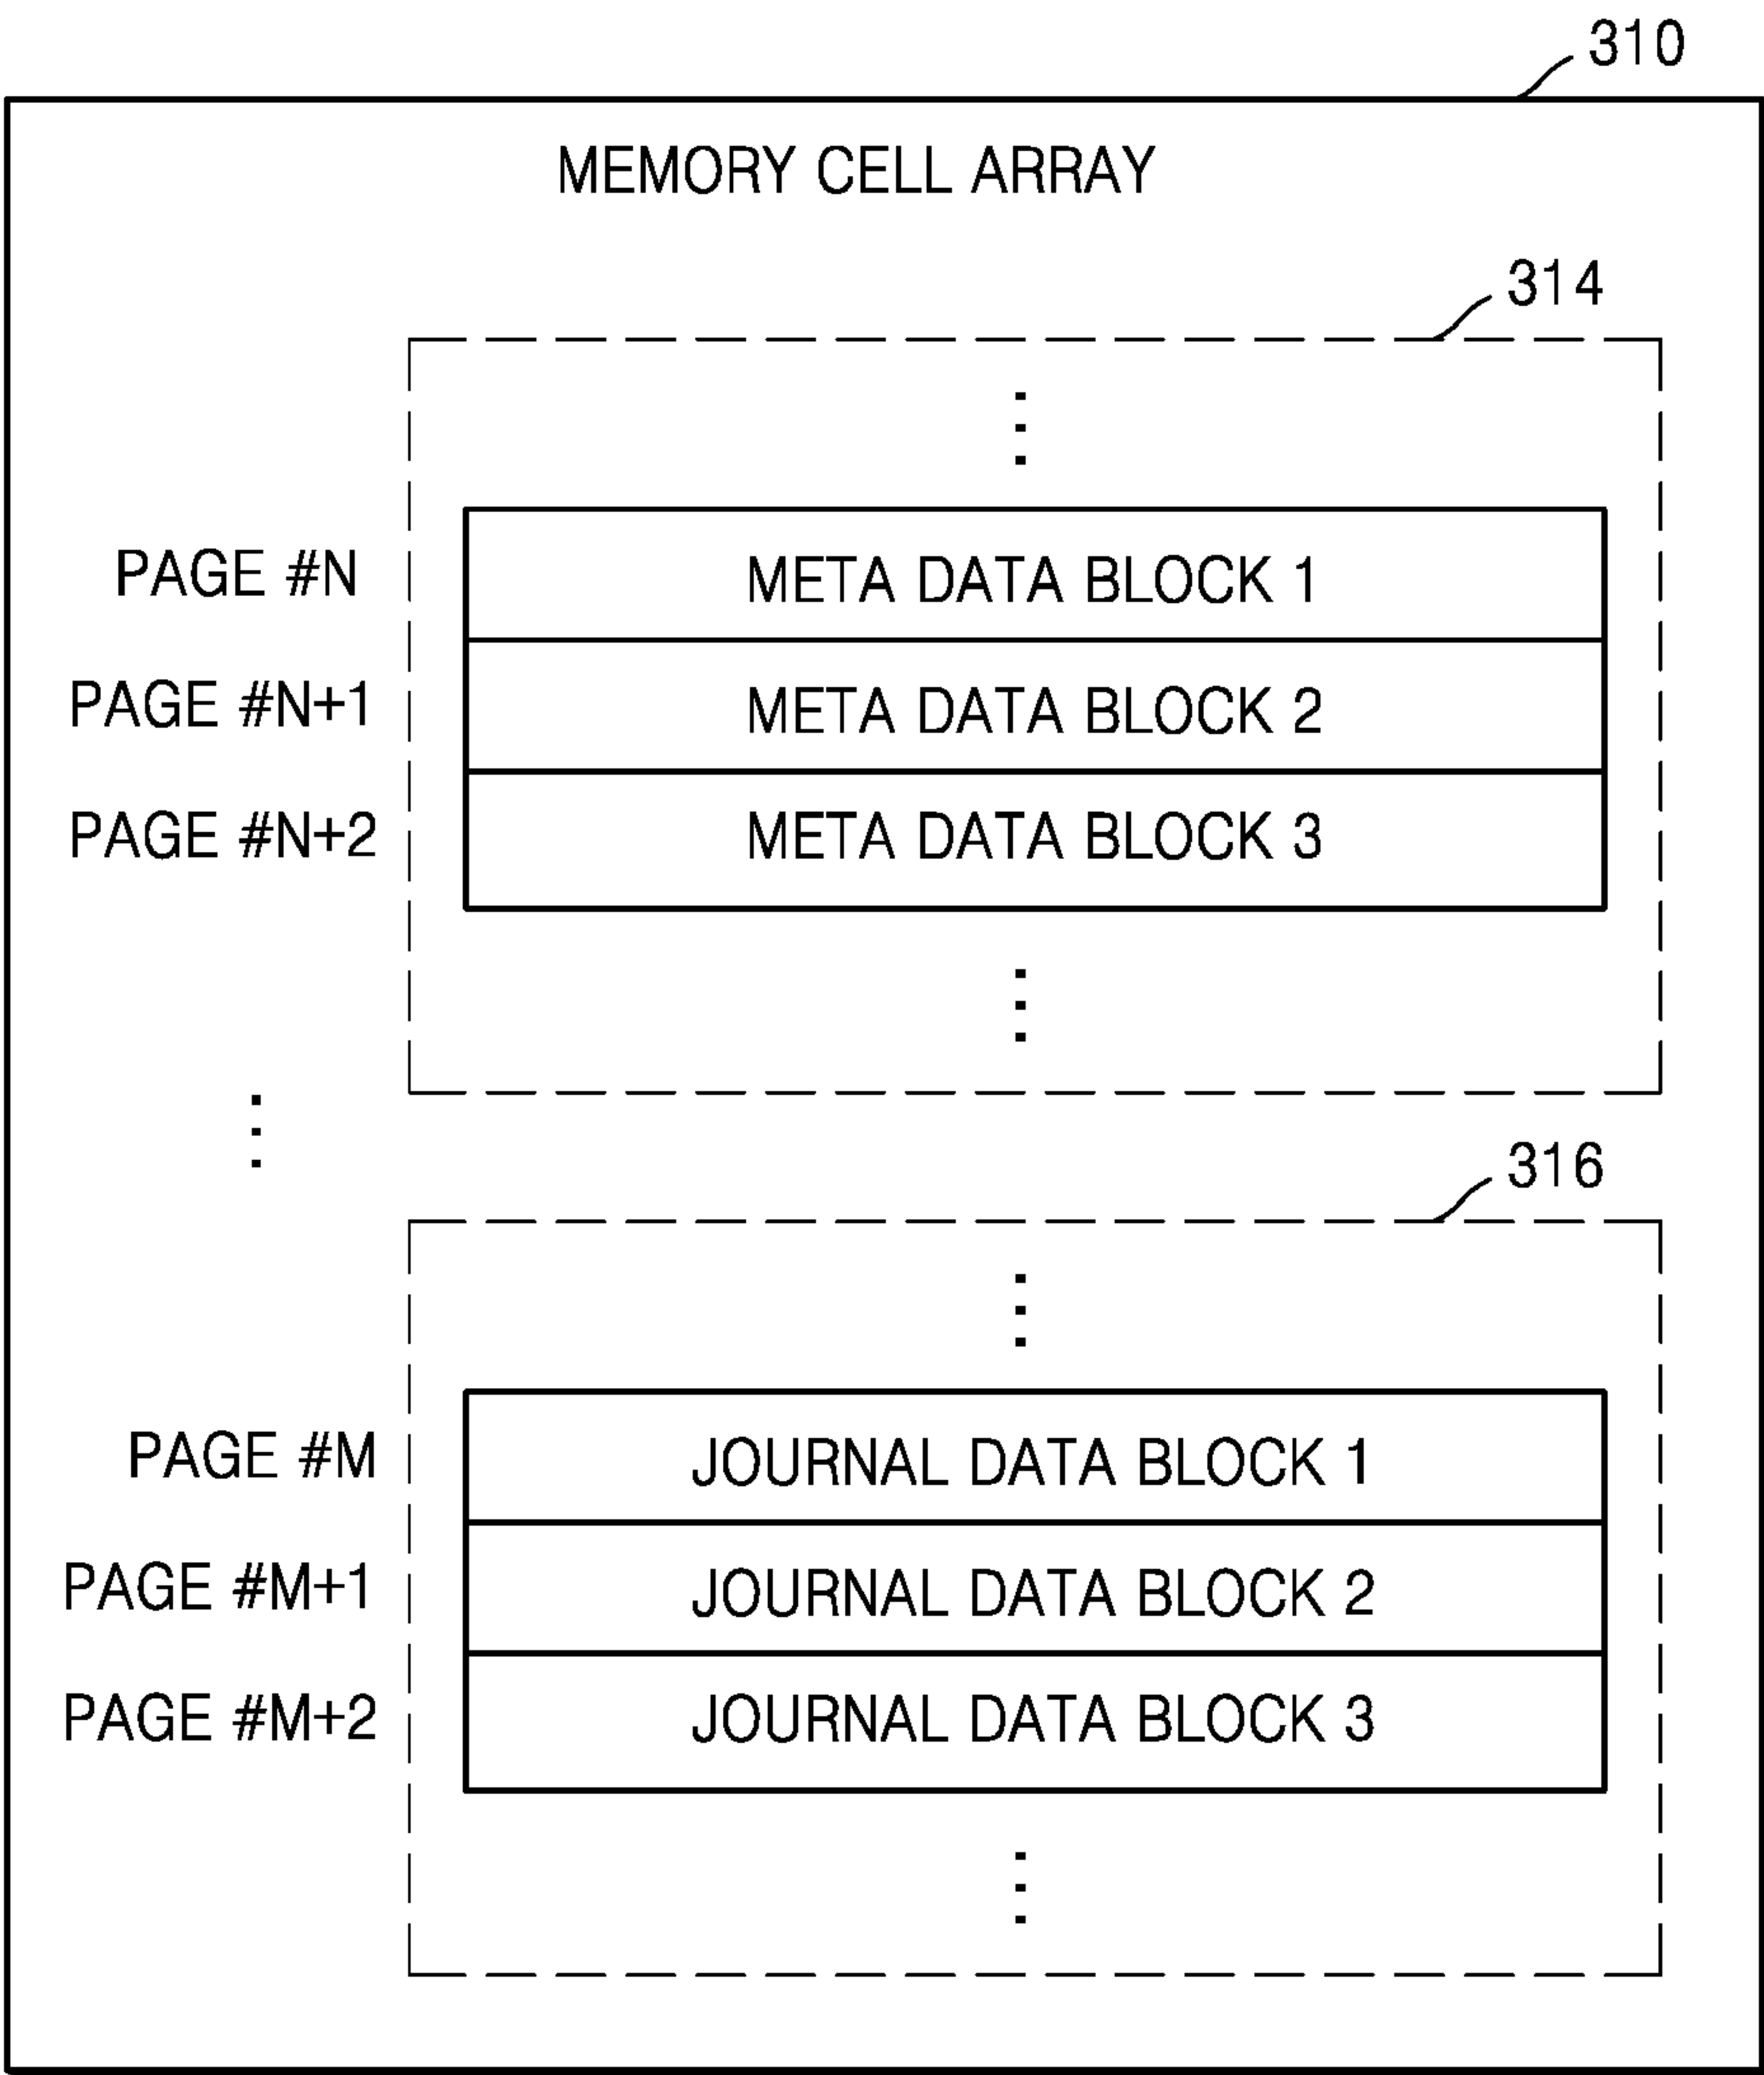 310
MEMORY CELL ARRAY
314
PAGE #N META DATA BLOCK 1
PAGE #N+1 META DATA BLOCK 2
PAGE #N+2 META DATA BLOCK 3
316
PAGE #M JOURNAL DATA BLOCK 1
PAGE #M+1 JOURNAL DATA BLOCK 2
PAGE #M+2 JOURNAL DATA BLOCK 3